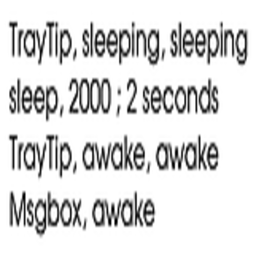 TrayTip, sleeping, sleeping
sleep, 2000 ; 2 seconds
TrayTip, awake, awake
Msgbox, awake